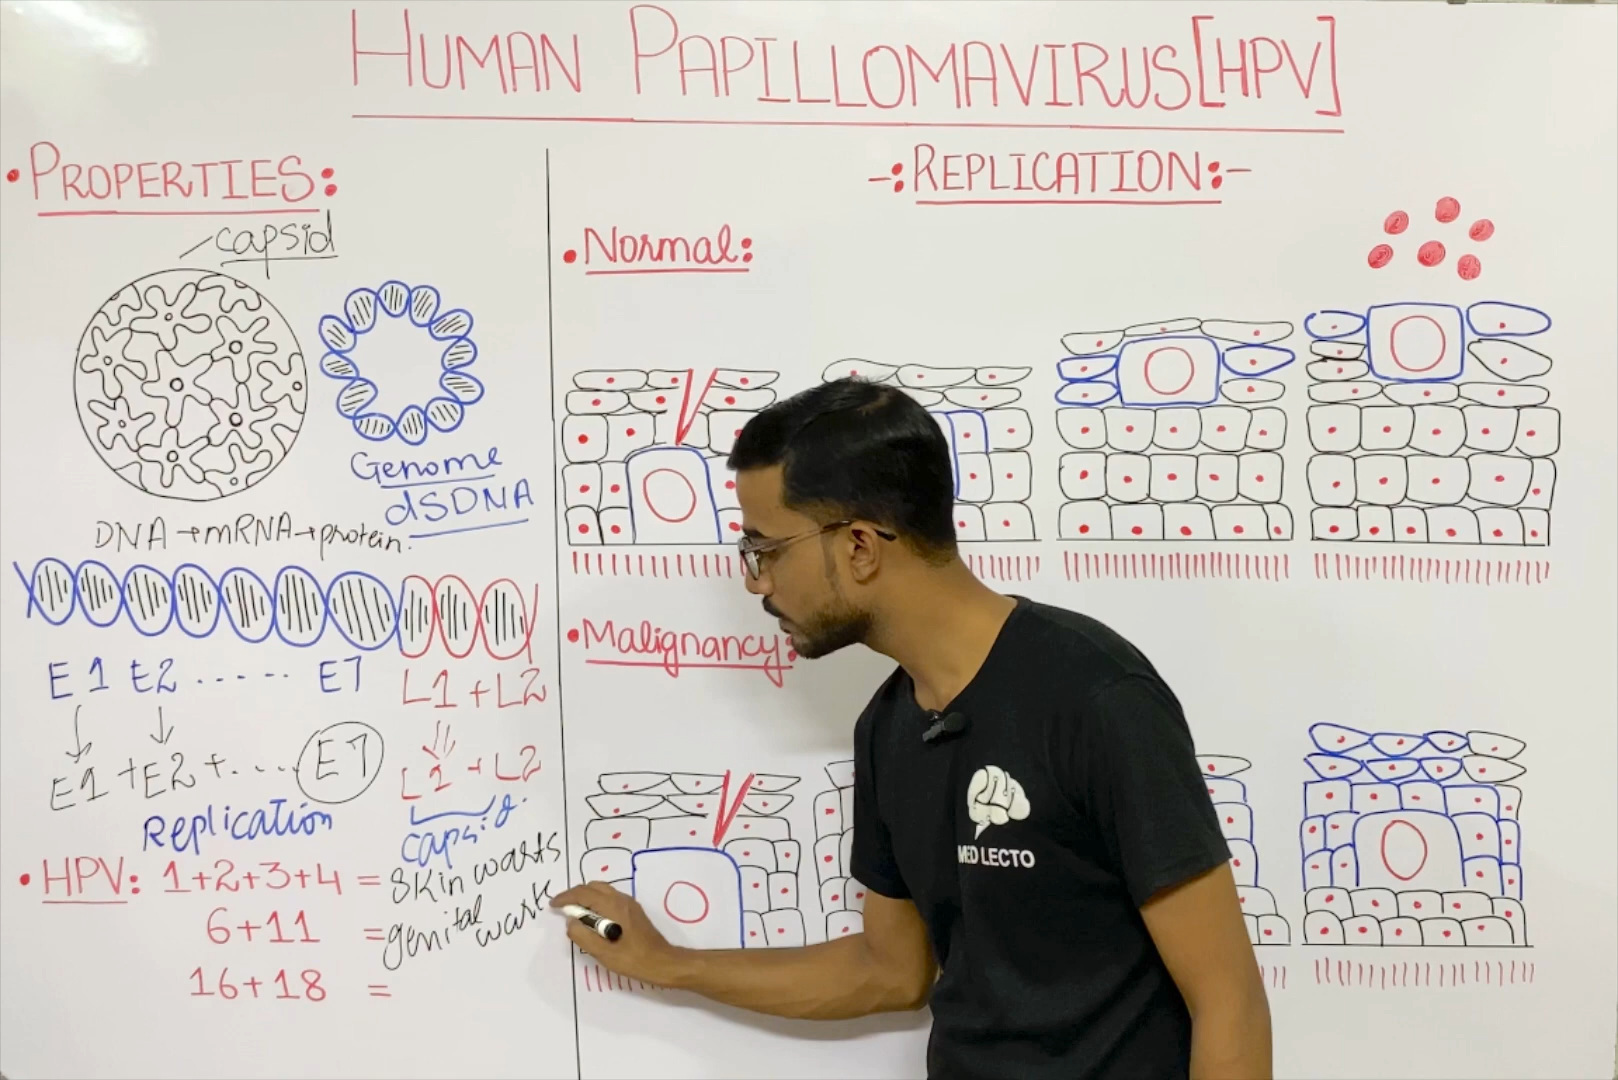 HUMAN PAPILLOMAVIRUS[HPV]
• PROPERTIES:
capsid
Genome
dSDNA
DNA → mRNA → protein.
E1 E2 ...... E7 L1 + L2
E1 + E2 + .... E7 L1 + L2
Replication capsid.
• HPV: 1+2+3+4 = Skin warts
6+11 = genital warts
16+18 =
-: REPLICATION :-
• Normal:
• Malignancy:
MED LECTO